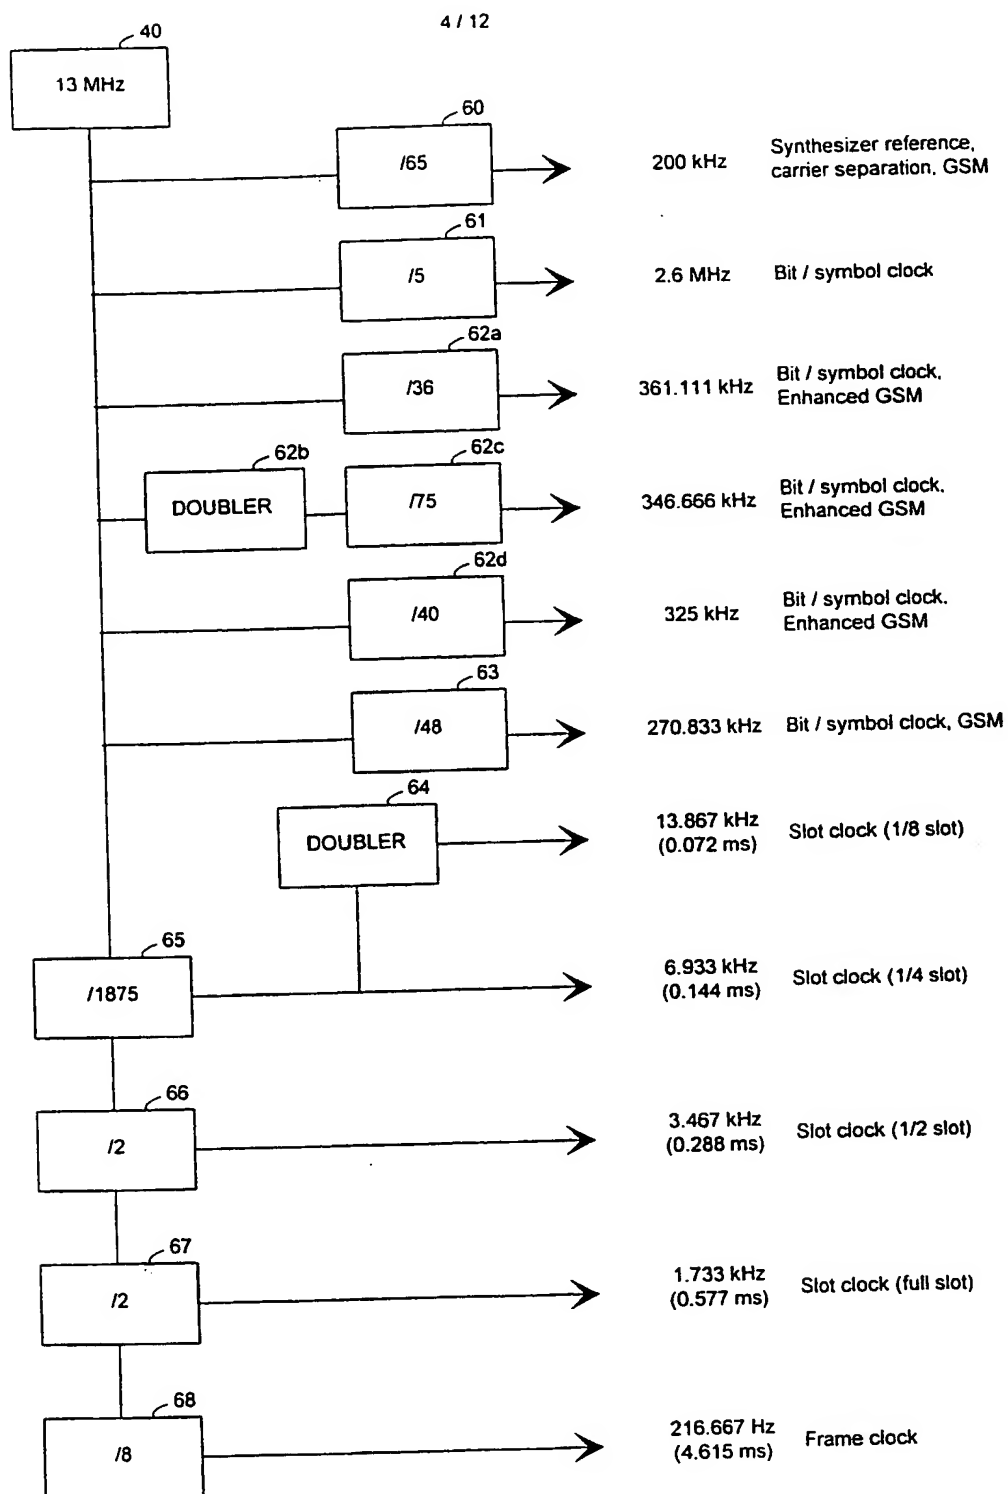 4 / 12
40
13 MHz
60
/65
200 kHz
Synthesizer reference,
carrier separation, GSM
61
/5
2.6 MHz
Bit / symbol clock
62a
/36
361.111 kHz
Bit / symbol clock,
Enhanced GSM
62b
DOUBLER
62c
/75
346.666 kHz
Bit / symbol clock,
Enhanced GSM
62d
/40
325 kHz
Bit / symbol clock.
Enhanced GSM
63
/48
270.833 kHz
Bit / symbol clock, GSM
64
DOUBLER
13.867 kHz
(0.072 ms)
Slot clock (1/8 slot)
65
/1875
6.933 kHz
(0.144 ms)
Slot clock (1/4 slot)
66
/2
3.467 kHz
(0.288 ms)
Slot clock (1/2 slot)
67
/2
1.733 kHz
(0.577 ms)
Slot clock (full slot)
68
/8
216.667 Hz
(4.615 ms)
Frame clock